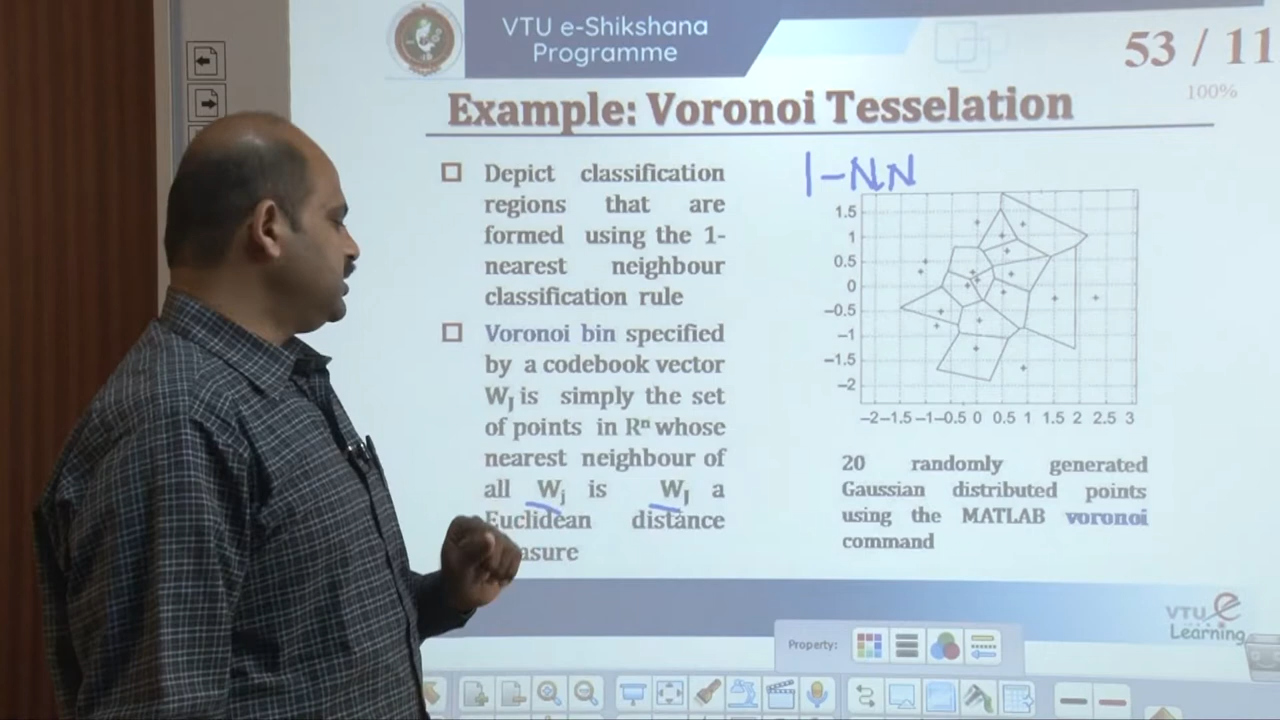 VTU e-Shikshana
Programme
53 / 11
100%
Example: Voronoi Tesselation
Depict classification
regions that are
formed using the 1-
nearest neighbour
classification rule
Voronoi bin specified
by a codebook vector
WJ is simply the set
of points in Rⁿ whose
nearest neighbour of
all Wj is WJ a
Euclidean distance
asure
1-NN
1.5
1
0.5
0
−0.5
−1
−1.5
−2
−2 −1.5 −1 −0.5 0 0.5 1 1.5 2 2.5 3
20 randomly generated
Gaussian distributed points
using the MATLAB voronoi
command
VTU e
Learning
Property: